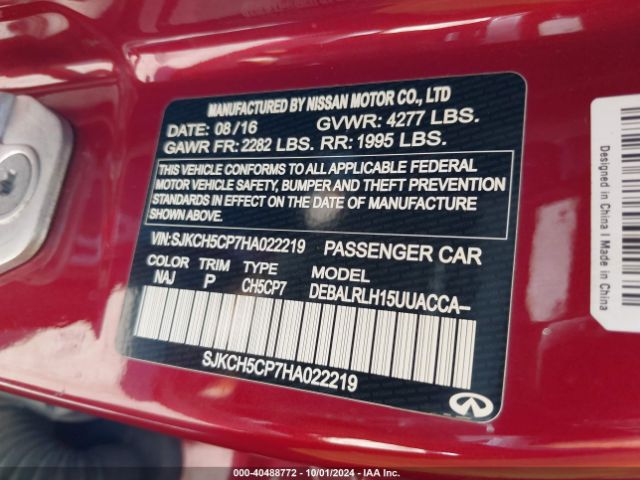 MANUFACTURED BY NISSAN MOTOR CO., LTD
DATE: 08/16 GVWR: 4277 LBS.
GAWR FR: 2282 LBS. RR: 1995 LBS.
THIS VEHICLE CONFORMS TO ALL APPLICABLE FEDERAL
MOTOR VEHICLE SAFETY, BUMPER AND THEFT PREVENTION
STANDARDS IN EFFECT ON THE DATE OF MANUFACTURE
SHOWN ABOVE.
VIN:SJKCH5CP7HA022219 PASSENGER CAR
COLOR TRIM TYPE MODEL
NAJ P CH5CP7 DEBALRLH15UUACCA–
SJKCH5CP7HA022219
Designed in China | Made in China
000-40488772 - 10/01/2024 - IAA Inc.